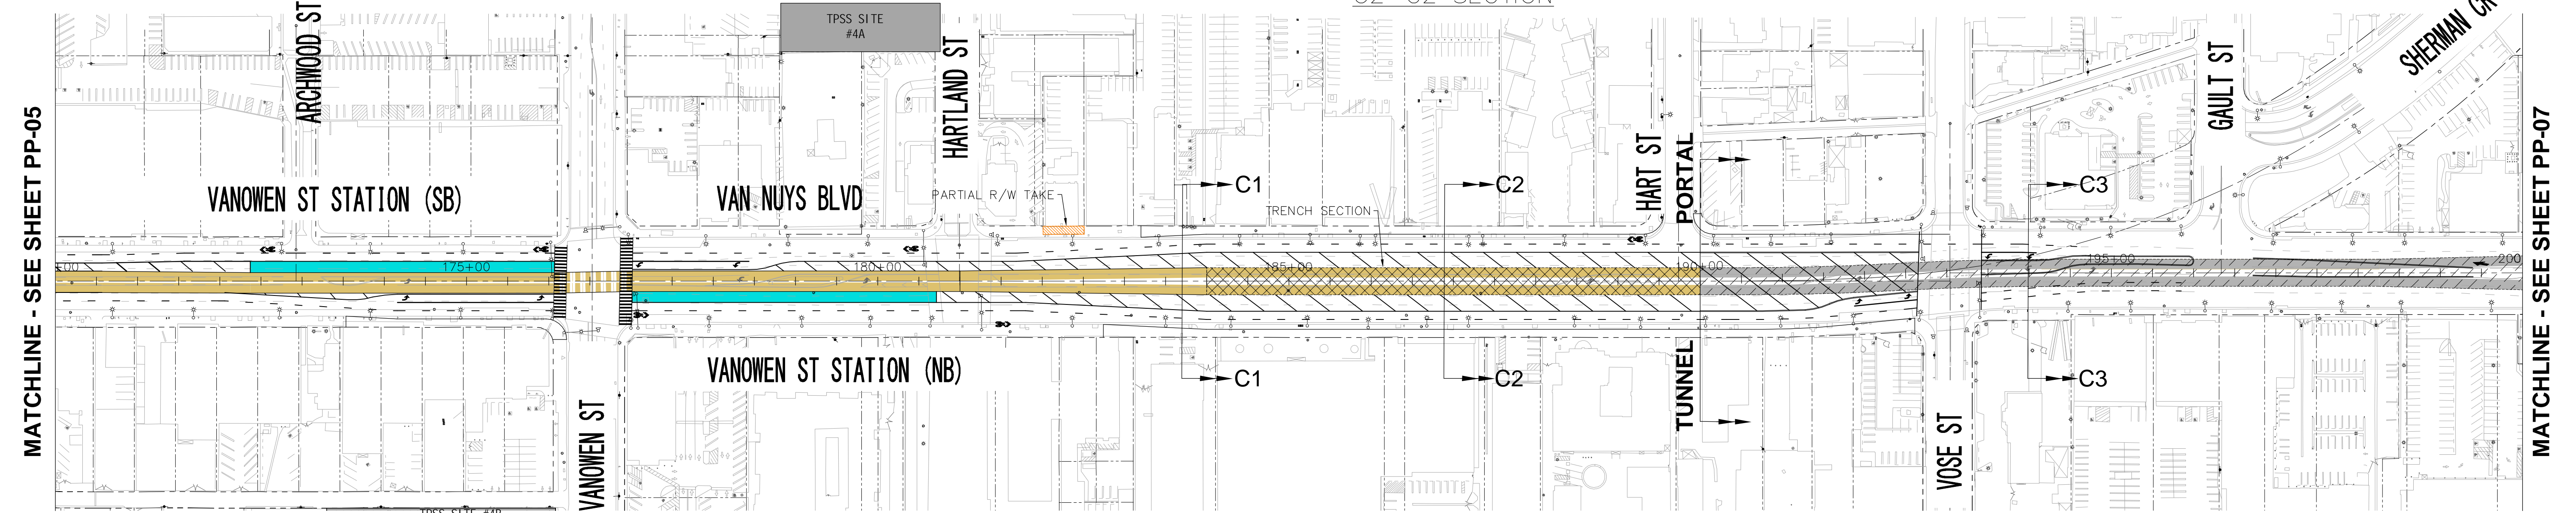 TPSS SITE
#4A
ARCHWOOD ST
HARTLAND ST
HART ST
PORTAL
GAULT ST
MATCHLINE - SEE SHEET PP-05
MATCHLINE - SEE SHEET PP-07
VANOWEN ST STATION (SB)
VAN NUYS BLVD
PARTIAL R/W TAKE
TRENCH SECTION
C1
C2
C3
175+00
180+00
185+00
190+00
195+00
200
VANOWEN ST STATION (NB)
C1
C2
C3
VANOWEN ST
TUNNEL
VOSE ST